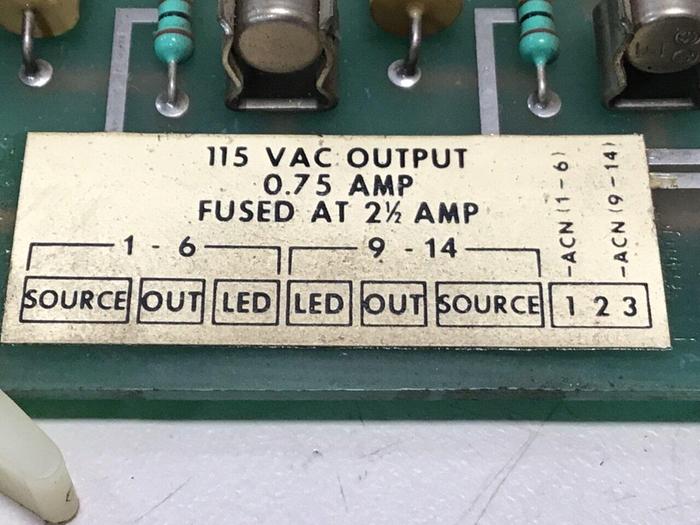 115 VAC OUTPUT
0.75 AMP
FUSED AT 2½ AMP
1 - 6
9 - 14
-ACN (1-6)
-ACN (9-14)
SOURCE OUT LED LED OUT SOURCE 1 2 3